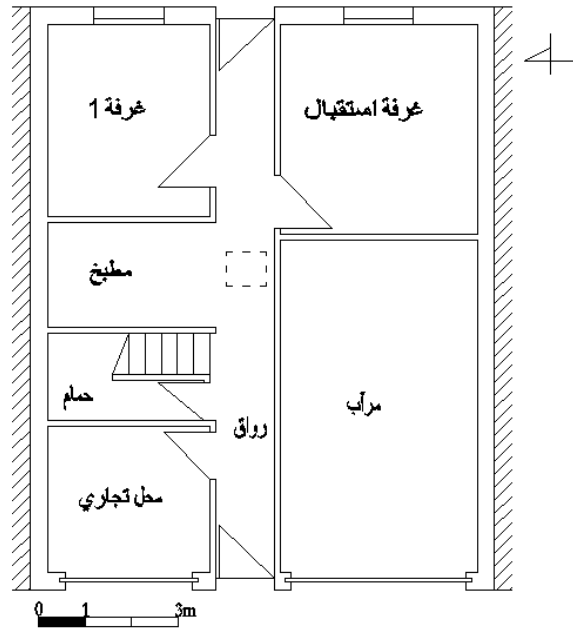 غرفة استقبال
غرفة 1
مطبخ
حمام
رواق
مرآب
محل تجاري
0 1 3m